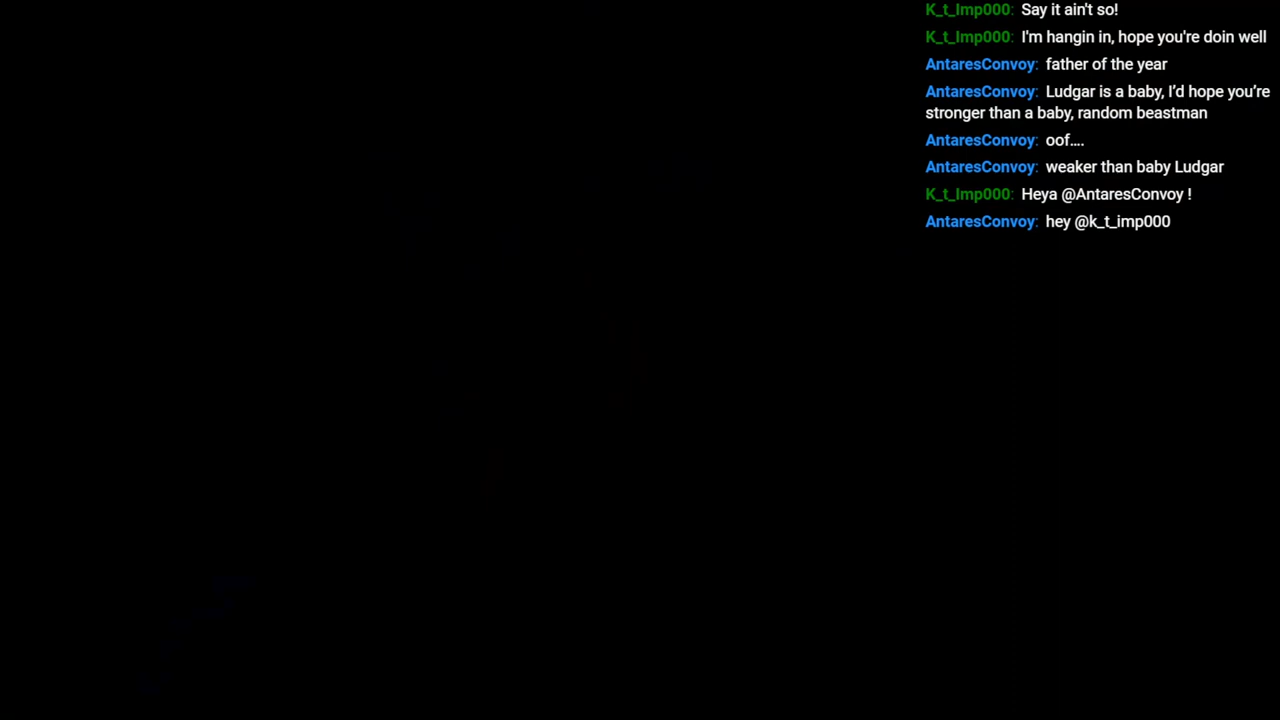 K_t_Imp000: Say it ain't so!
K_t_Imp000: I'm hangin in, hope you're doin well
AntaresConvoy: father of the year
AntaresConvoy: Ludgar is a baby, I’d hope you’re
stronger than a baby, random beastman
AntaresConvoy: oof....
AntaresConvoy: weaker than baby Ludgar
K_t_Imp000: Heya @AntaresConvoy !
AntaresConvoy: hey @k_t_imp000